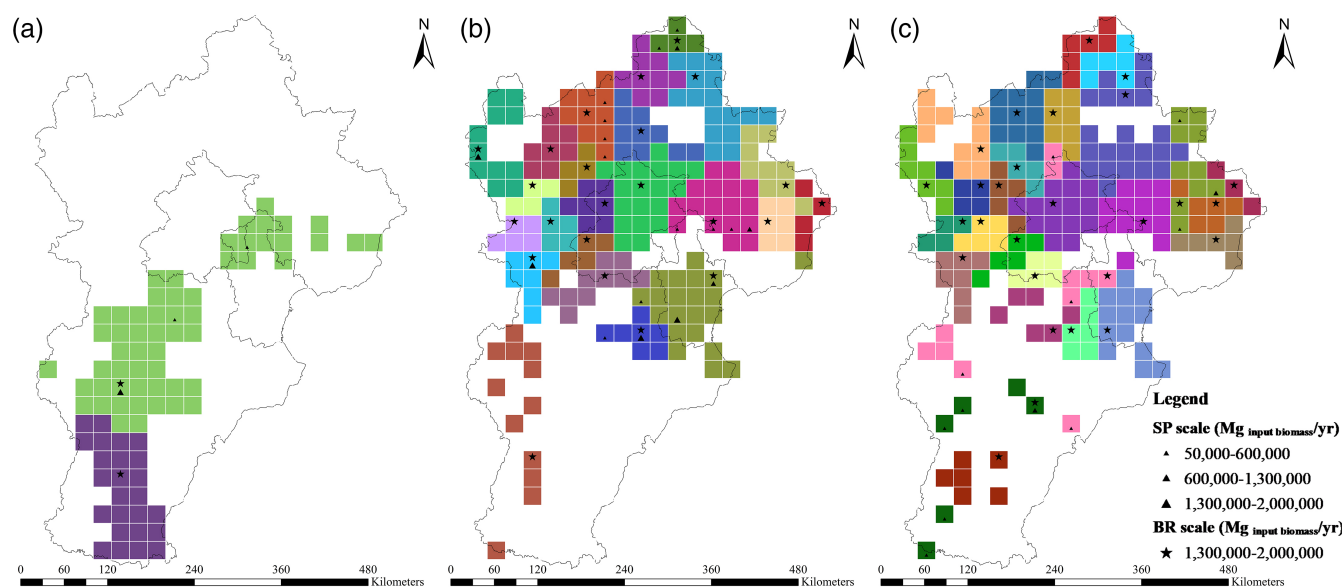 (a)
N
(b)
N
(c)
N
Legend
SP scale (Mg input biomass/yr)
50,000-600,000
600,000-1,300,000
1,300,000-2,000,000
BR scale (Mg input biomass/yr)
1,300,000-2,000,000
0 60 120 240 360 480 Kilometers
0 60 120 240 360 480 Kilometers
0 60 120 240 360 480 Kilometers